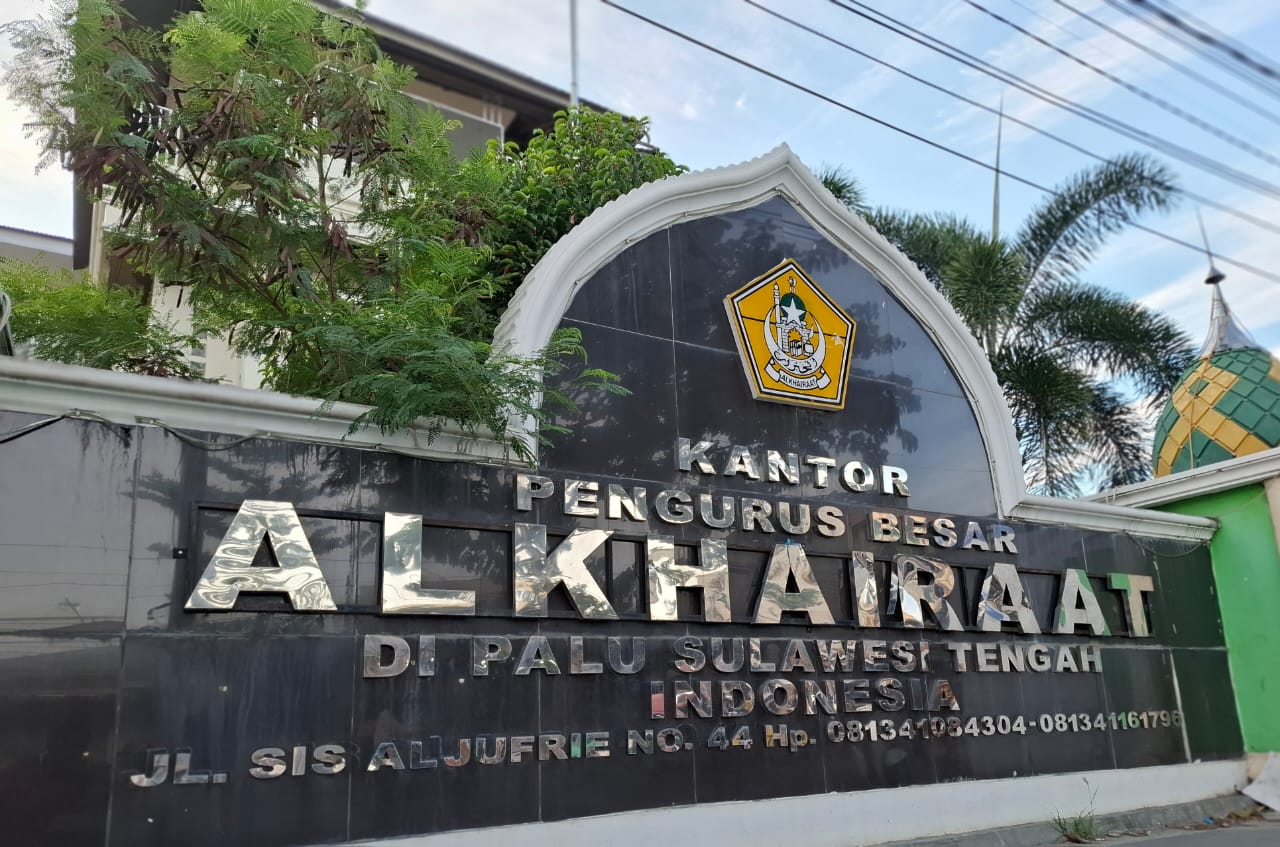 ALKHAIRAAT
KANTOR
PENGURUS BESAR
ALKHAIRAAT
DI PALU SULAWESI TENGAH
INDONESIA
JL. SIS ALJUFRIE NO. 44 Hp. 081341084304-081341161796